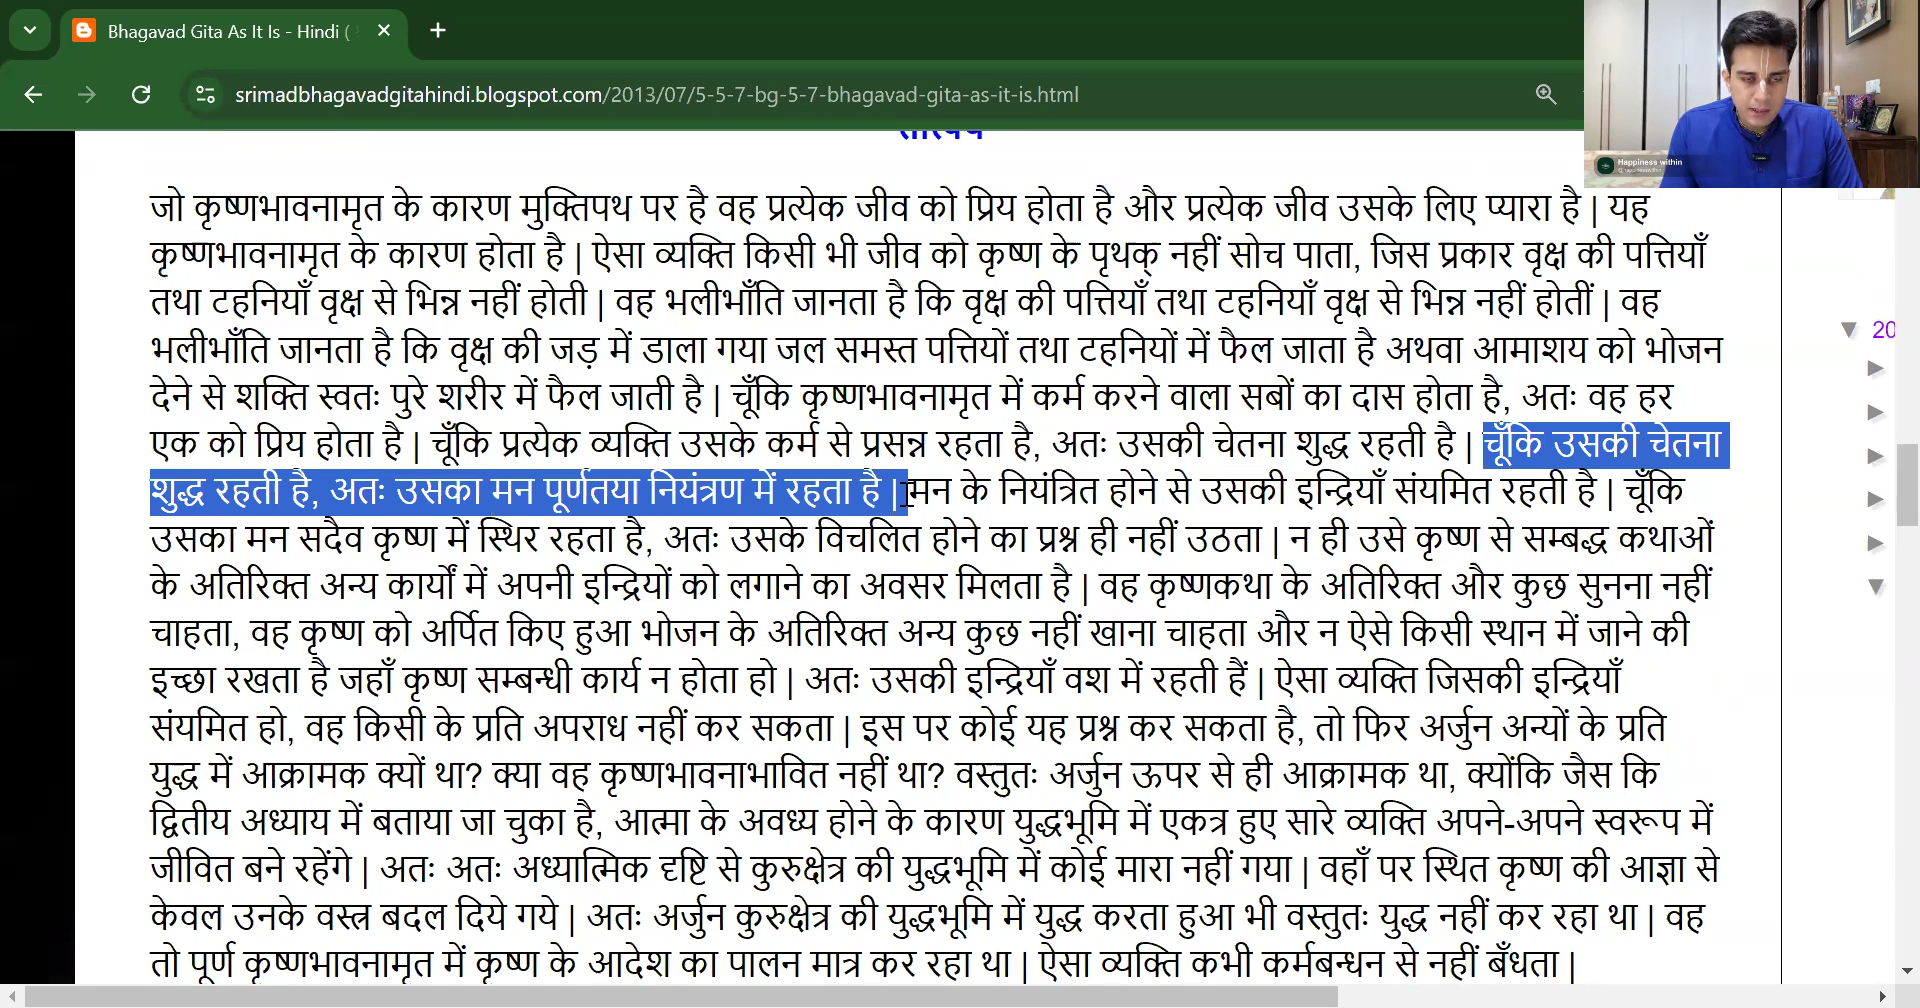 Bhagavad Gita As It Is - Hindi (
srimadbhagavadgitahindi.blogspot.com/2013/07/5-5-7-bg-5-7-bhagavad-gita-as-it-is.html
Happiness within
तात्पर्य
जो कृष्णभावनामृत के कारण मुक्तिपथ पर है वह प्रत्येक जीव को प्रिय होता है और प्रत्येक जीव उसके लिए प्यारा है | यह
कृष्णभावनामृत के कारण होता है | ऐसा व्यक्ति किसी भी जीव को कृष्ण के पृथक् नहीं सोच पाता, जिस प्रकार वृक्ष की पत्तियाँ
तथा टहनियाँ वृक्ष से भिन्न नहीं होती | वह भलीभाँति जानता है कि वृक्ष की पत्तियाँ तथा टहनियाँ वृक्ष से भिन्न नहीं होतीं | वह
भलीभाँति जानता है कि वृक्ष की जड़ में डाला गया जल समस्त पत्तियों तथा टहनियों में फैल जाता है अथवा आमाशय को भोजन
देने से शक्ति स्वतः पुरे शरीर में फैल जाती है | चूँकि कृष्णभावनामृत में कर्म करने वाला सबों का दास होता है, अतः वह हर
एक को प्रिय होता है | चूँकि प्रत्येक व्यक्ति उसके कर्म से प्रसन्न रहता है, अतः उसकी चेतना शुद्ध रहती है | चूँकि उसकी चेतना
शुद्ध रहती है, अतः उसका मन पूर्णतया नियंत्रण में रहता है | मन के नियंत्रित होने से उसकी इन्द्रियाँ संयमित रहती है | चूँकि
उसका मन सदैव कृष्ण में स्थिर रहता है, अतः उसके विचलित होने का प्रश्न ही नहीं उठता | न ही उसे कृष्ण से सम्बद्ध कथाओं
के अतिरिक्त अन्य कार्यों में अपनी इन्द्रियों को लगाने का अवसर मिलता है | वह कृष्णकथा के अतिरिक्त और कुछ सुनना नहीं
चाहता, वह कृष्ण को अर्पित किए हुआ भोजन के अतिरिक्त अन्य कुछ नहीं खाना चाहता और न ऐसे किसी स्थान में जाने की
इच्छा रखता है जहाँ कृष्ण सम्बन्धी कार्य न होता हो | अतः उसकी इन्द्रियाँ वश में रहती हैं | ऐसा व्यक्ति जिसकी इन्द्रियाँ
संयमित हो, वह किसी के प्रति अपराध नहीं कर सकता | इस पर कोई यह प्रश्न कर सकता है, तो फिर अर्जुन अन्यों के प्रति
युद्ध में आक्रामक क्यों था? क्या वह कृष्णभावनाभावित नहीं था? वस्तुतः अर्जुन ऊपर से ही आक्रामक था, क्योंकि जैस कि
द्वितीय अध्याय में बताया जा चुका है, आत्मा के अवध्य होने के कारण युद्धभूमि में एकत्र हुए सारे व्यक्ति अपने-अपने स्वरूप में
जीवित बने रहेंगे | अतः अतः अध्यात्मिक दृष्टि से कुरुक्षेत्र की युद्धभूमि में कोई मारा नहीं गया | वहाँ पर स्थित कृष्ण की आज्ञा से
केवल उनके वस्त्र बदल दिये गये | अतः अर्जुन कुरुक्षेत्र की युद्धभूमि में युद्ध करता हुआ भी वस्तुतः युद्ध नहीं कर रहा था | वह
तो पूर्ण कृष्णभावनामृत में कृष्ण के आदेश का पालन मात्र कर रहा था | ऐसा व्यक्ति कभी कर्मबन्धन से नहीं बँधता |
20